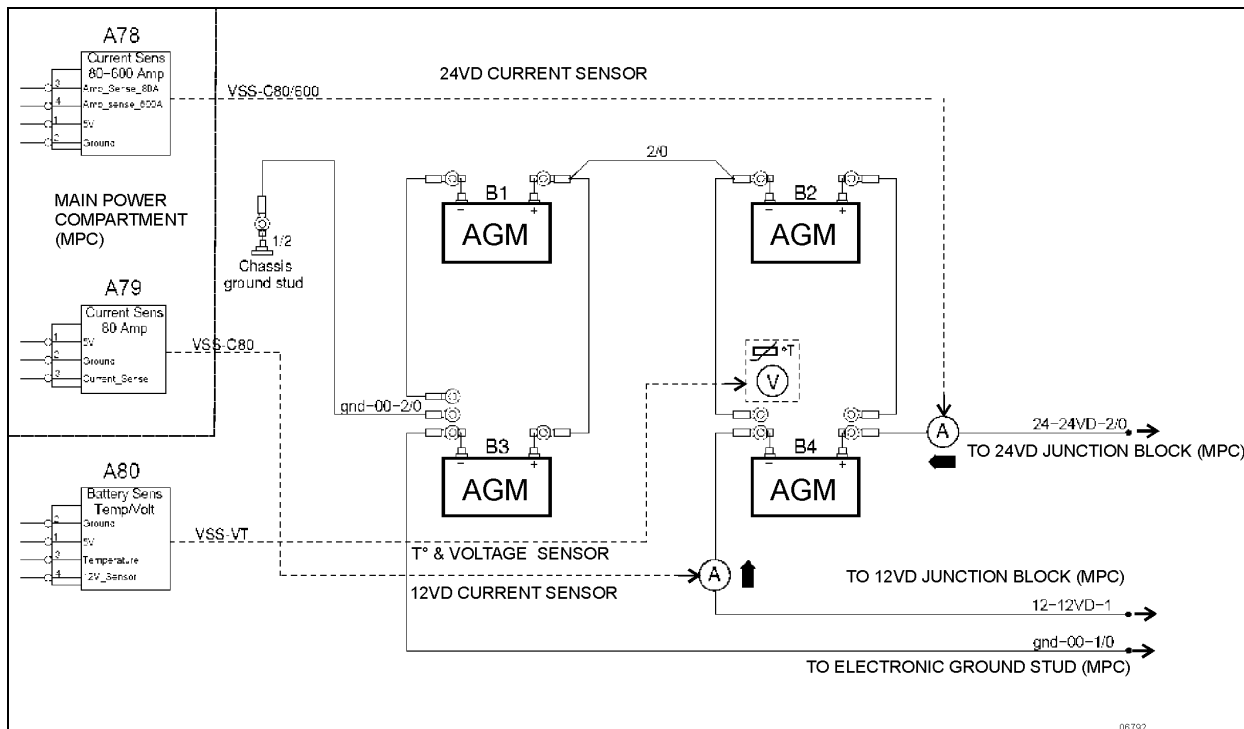 A78
Current Sens
80-600 Amp
3
Amp_Sense_80A
4
Amp_sense_600A
1
5V
2
Ground
VSS-C80/600
24VD CURRENT SENSOR
MAIN POWER
COMPARTMENT
(MPC)
1/2
Chassis
ground stud
2/0
B1
- +
AGM
B2
- +
AGM
A79
Current Sens
80 Amp
1
5V
2
Ground
3
Current_Sense
VSS-C80
gnd-00-2/0
°T
V
B3
- +
AGM
B4
- +
AGM
A
24-24VD-2/0
TO 24VD JUNCTION BLOCK (MPC)
A80
Battery Sens
Temp/Volt
2
Ground
1
5V
3
Temperature
4
12V_Sensor
VSS-VT
T° & VOLTAGE SENSOR
12VD CURRENT SENSOR
A
TO 12VD JUNCTION BLOCK (MPC)
12-12VD-1
gnd-00-1/0
TO ELECTRONIC GROUND STUD (MPC)
06792